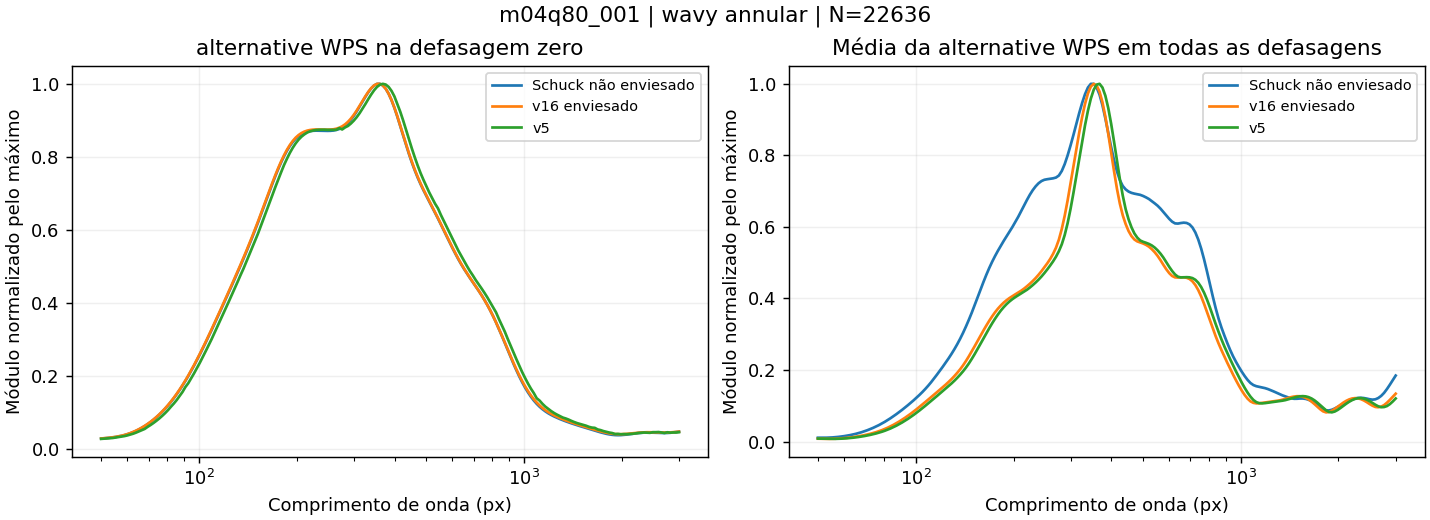 m04q80_001 | wavy annular | N=22636
alternative WPS na defasagem zero
Módulo normalizado pelo máximo
1.0
0.8
0.6
0.4
0.2
0.0
Schuck não enviesado
v16 enviesado
v5
10²
10³
Comprimento de onda (px)
Média da alternative WPS em todas as defasagens
Módulo normalizado pelo máximo
1.0
0.8
0.6
0.4
0.2
0.0
Schuck não enviesado
v16 enviesado
v5
10²
10³
Comprimento de onda (px)